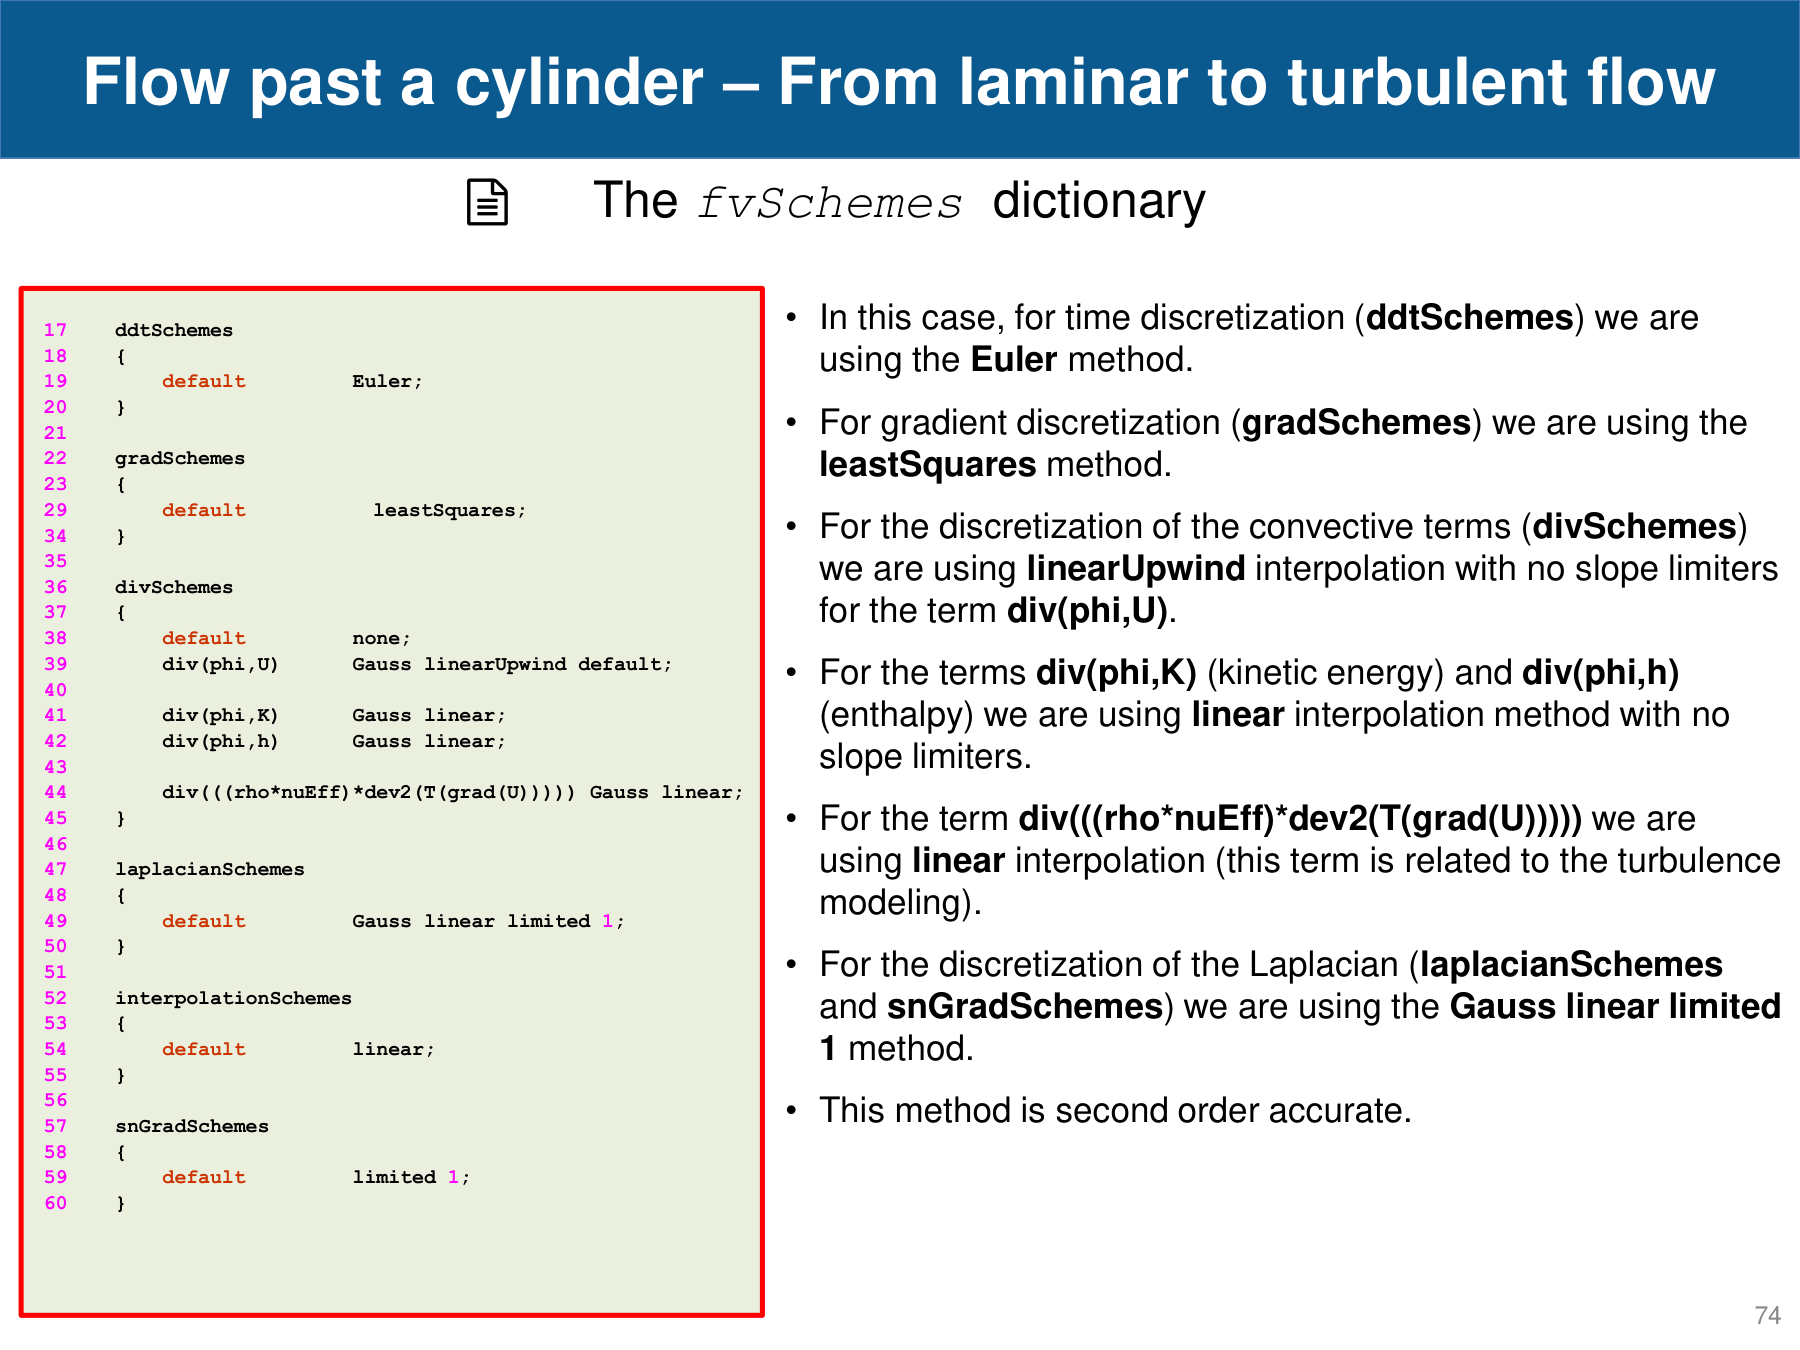 Flow past a cylinder – From laminar to turbulent flow
The fvSchemes dictionary
17 ddtSchemes
18 {
19 default Euler;
20 }
21
22 gradSchemes
23 {
29 default leastSquares;
34 }
35
36 divSchemes
37 {
38 default none;
39 div(phi,U) Gauss linearUpwind default;
40
41 div(phi,K) Gauss linear;
42 div(phi,h) Gauss linear;
43
44 div(((rho*nuEff)*dev2(T(grad(U))))) Gauss linear;
45 }
46
47 laplacianSchemes
48 {
49 default Gauss linear limited 1;
50 }
51
52 interpolationSchemes
53 {
54 default linear;
55 }
56
57 snGradSchemes
58 {
59 default limited 1;
60 }
• In this case, for time discretization (ddtSchemes) we are
using the Euler method.
• For gradient discretization (gradSchemes) we are using the
leastSquares method.
• For the discretization of the convective terms (divSchemes)
we are using linearUpwind interpolation with no slope limiters
for the term div(phi,U).
• For the terms div(phi,K) (kinetic energy) and div(phi,h)
(enthalpy) we are using linear interpolation method with no
slope limiters.
• For the term div(((rho*nuEff)*dev2(T(grad(U))))) we are
using linear interpolation (this term is related to the turbulence
modeling).
• For the discretization of the Laplacian (laplacianSchemes
and snGradSchemes) we are using the Gauss linear limited
1 method.
• This method is second order accurate.
74